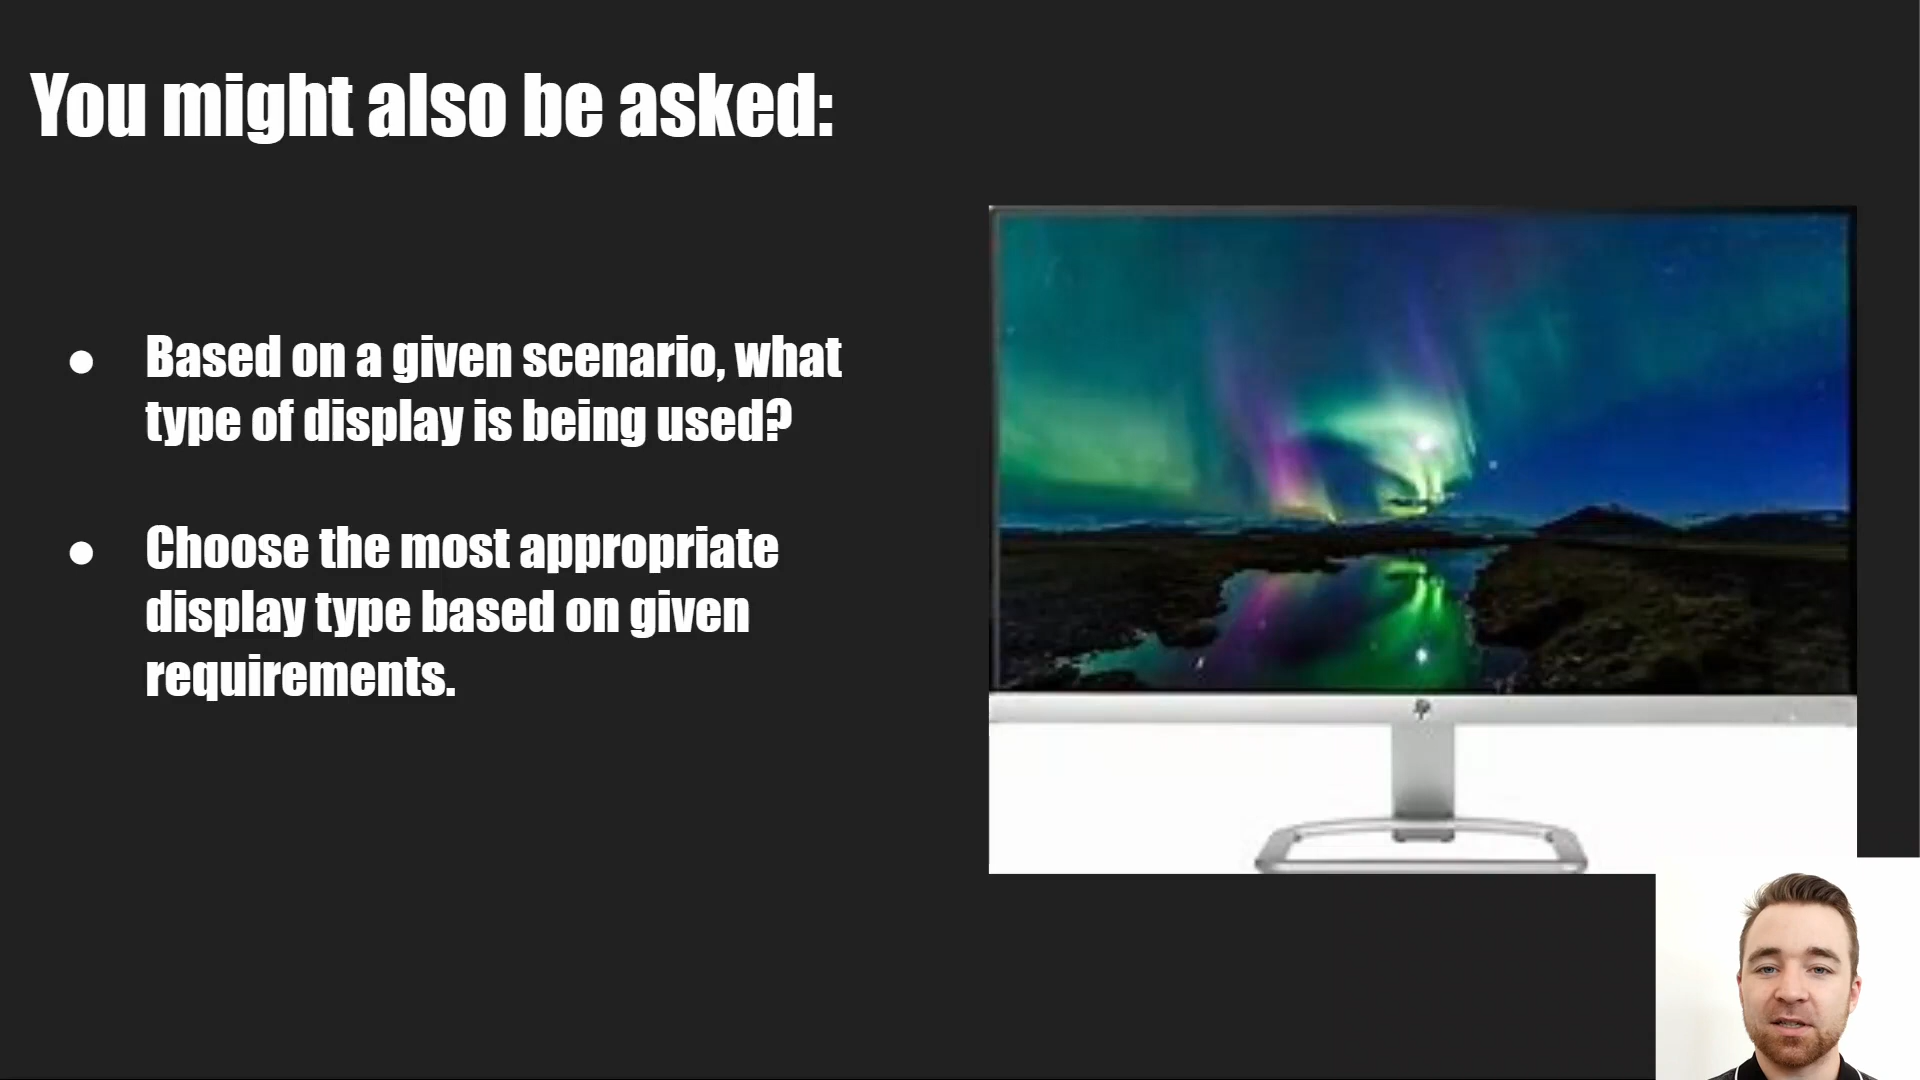 You might also be asked:
● Based on a given scenario, what
type of display is being used?
● Choose the most appropriate
display type based on given
requirements.
hp